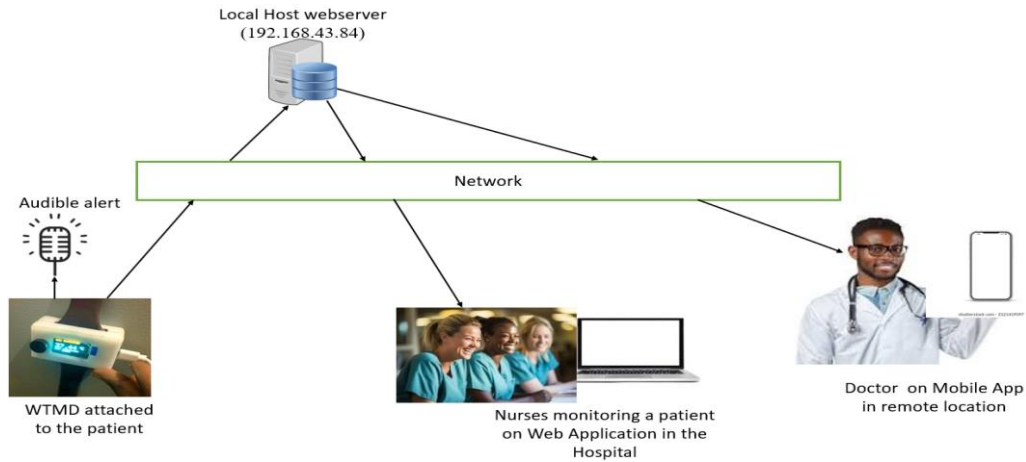 Local Host webserver
(192.168.43.84)
Network
Audible alert
WTMD attached
to the patient
Nurses monitoring a patient
on Web Application in the
Hospital
Doctor on Mobile App
in remote location